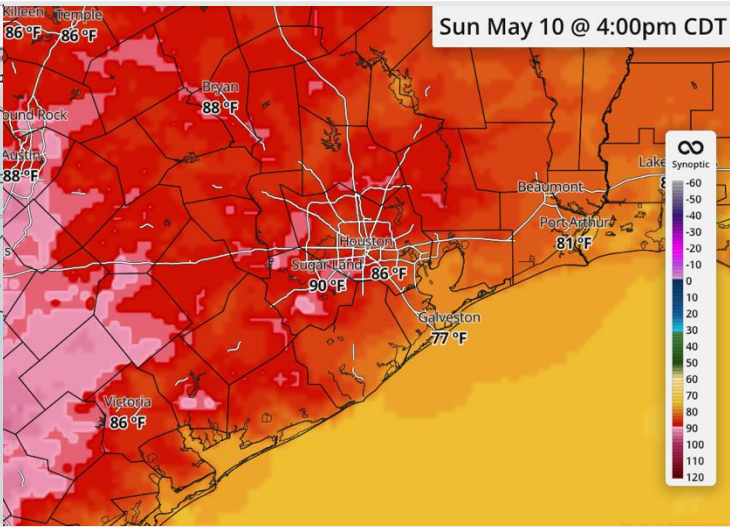 Sun May 10 @ 4:00pm CDT
Killeen
86 °F
Temple
86 °F
Bryan
88 °F
ound Rock
Austin
88 °F
s
Houston
86 °F
Sugar Land
90 °F
Beaumont
Port Arthur
81 °F
Lake
Galveston
77 °F
Victoria
86 °F
Synoptic
-60
-50
-40
-30
-20
-10
0
10
20
30
40
50
60
70
80
90
100
110
120